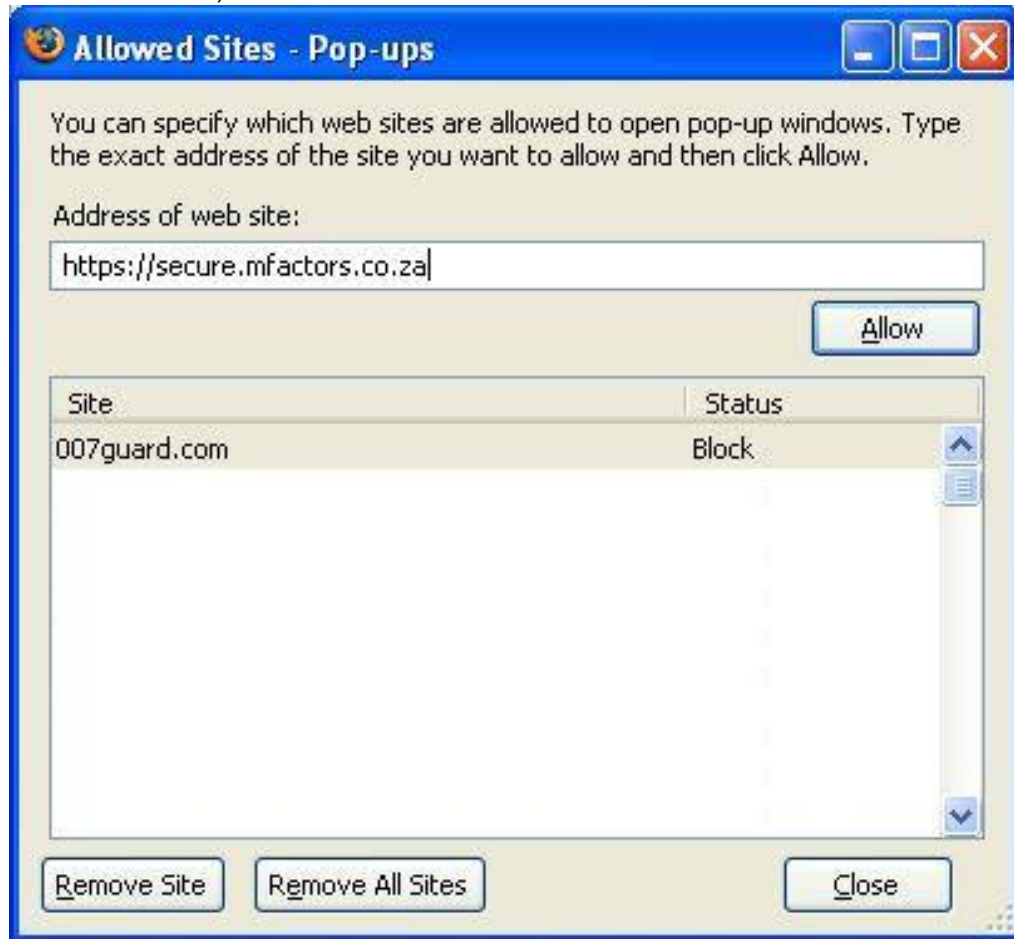 Allowed Sites - Pop-ups
You can specify which web sites are allowed to open pop-up windows. Type
the exact address of the site you want to allow and then click Allow.
Address of web site:
https://secure.mfactors.co.za
Allow
Site Status
007guard.com Block
Remove Site Remove All Sites Close